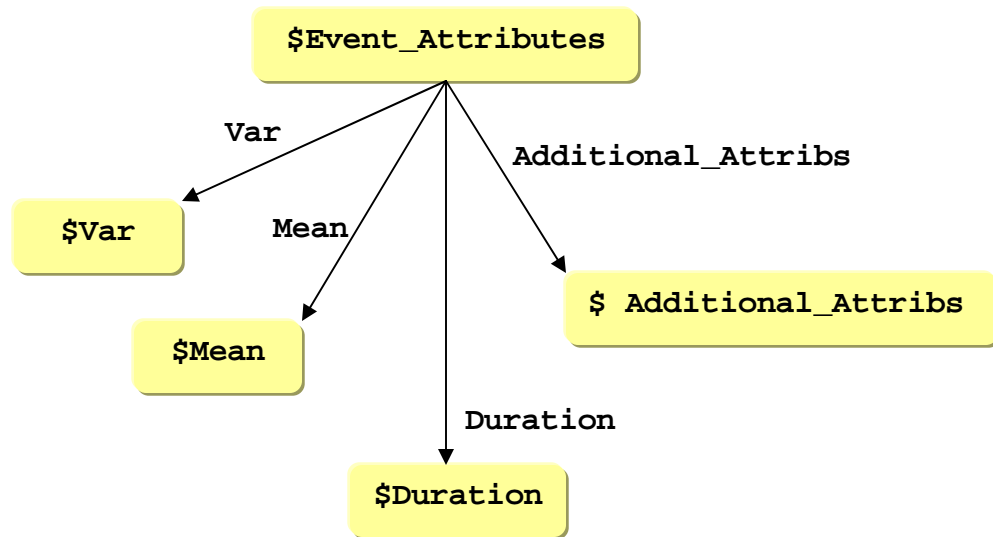 $Event_Attributes
Var
Additional_Attribs
$Var
Mean
$ Additional_Attribs
$Mean
Duration
$Duration